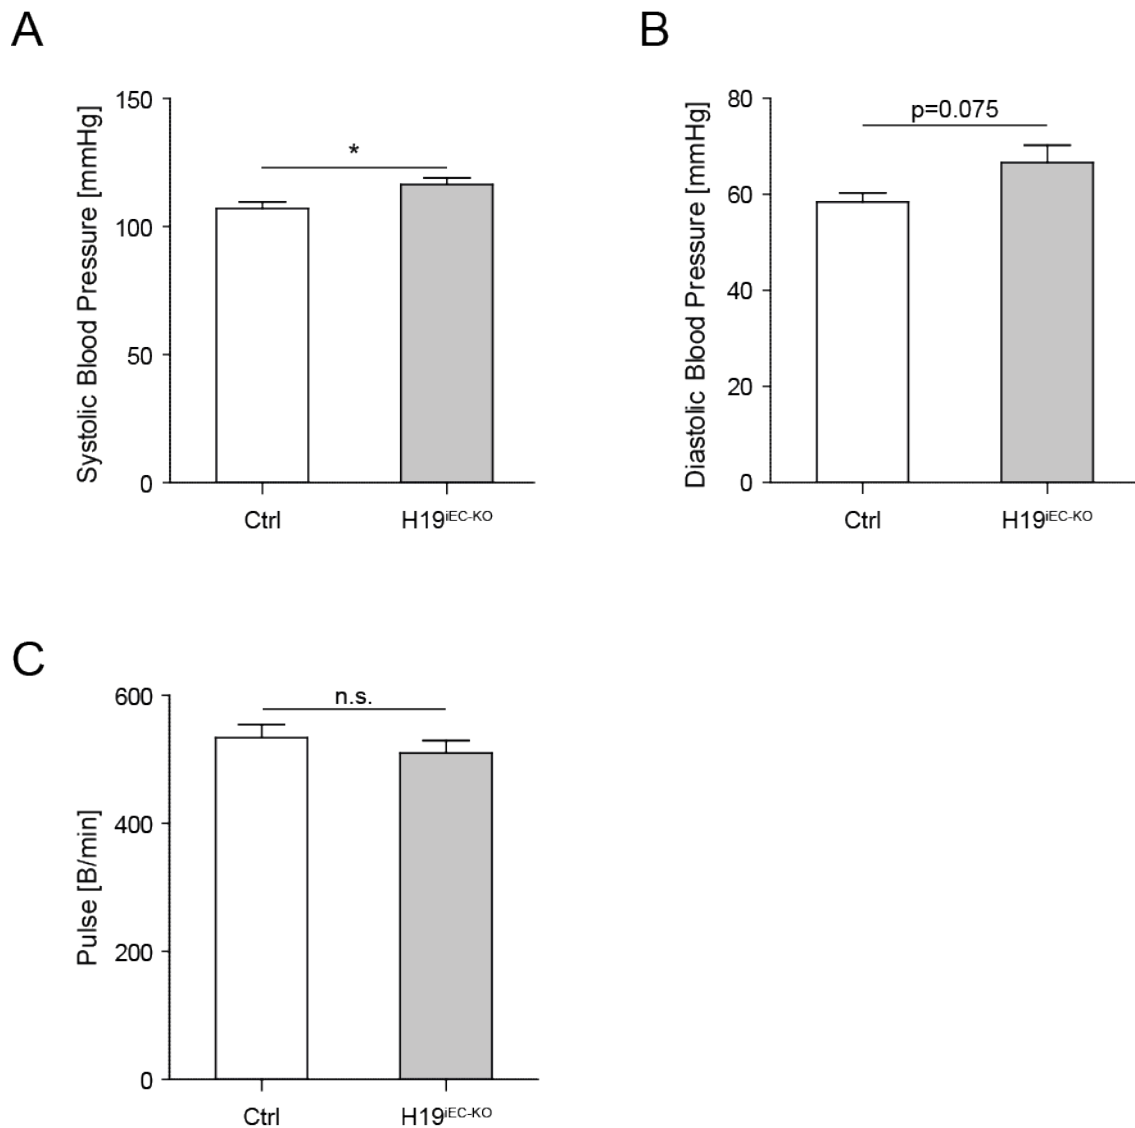 A
Systolic Blood Pressure [mmHg]
150
100
50
0
*
Ctrl
H19iEC-KO
B
Diastolic Blood Pressure [mmHg]
80
60
40
20
0
p=0.075
Ctrl
H19iEC-KO
C
Pulse [B/min]
600
400
200
0
n.s.
Ctrl
H19iEC-KO